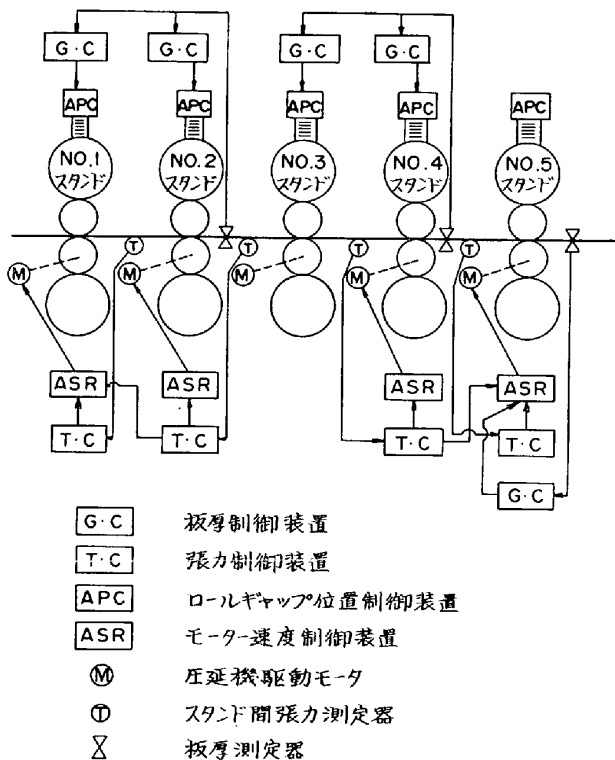 G·C G·C G·C G·C
APC APC APC APC APC
NO.1 スタンド
NO.2 スタンド
NO.3 スタンド
NO.4 スタンド
NO.5 スタンド
T T T T
M M M M M
ASR ASR ASR ASR
T·C T·C T·C T·C
G·C
G·C 板厚制御装置
T·C 張力制御装置
APC ロールギャップ位置制御装置
ASR モーター速度制御装置
M 圧延機駆動モータ
T スタンド間張力測定器
板厚測定器